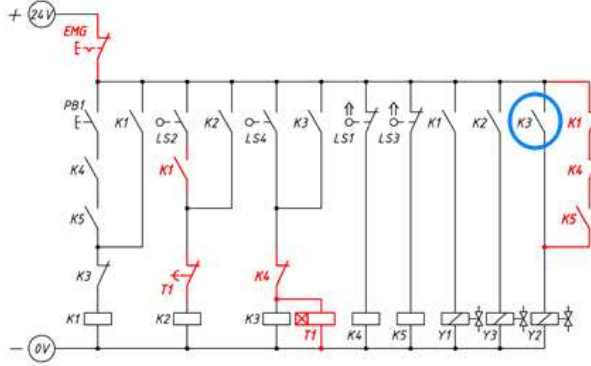 + 24V
EMG
PB1 K1 LS2 K2 LS4 K3 LS1 LS3 K1 K2 K3 K1
K4 K1 K4
K5 K5
K3 T1 K4
K1 K2 K3 T1 K4 K5 Y1 Y3 Y2
- 0V